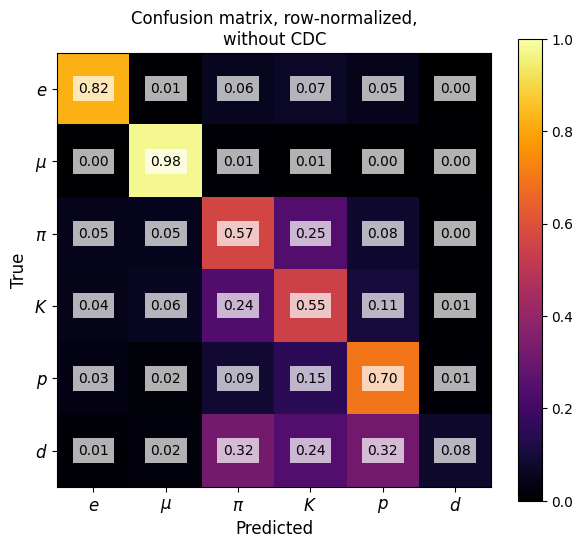 Confusion matrix, row-normalized,
without CDC
1.0
e 0.82 0.01 0.06 0.07 0.05 0.00
μ 0.00 0.98 0.01 0.01 0.00 0.00
0.8
π 0.05 0.05 0.57 0.25 0.08 0.00
0.6
True
K 0.04 0.06 0.24 0.55 0.11 0.01
0.4
p 0.03 0.02 0.09 0.15 0.70 0.01
0.2
d 0.01 0.02 0.32 0.24 0.32 0.08
0.0
e μ π K p d
Predicted